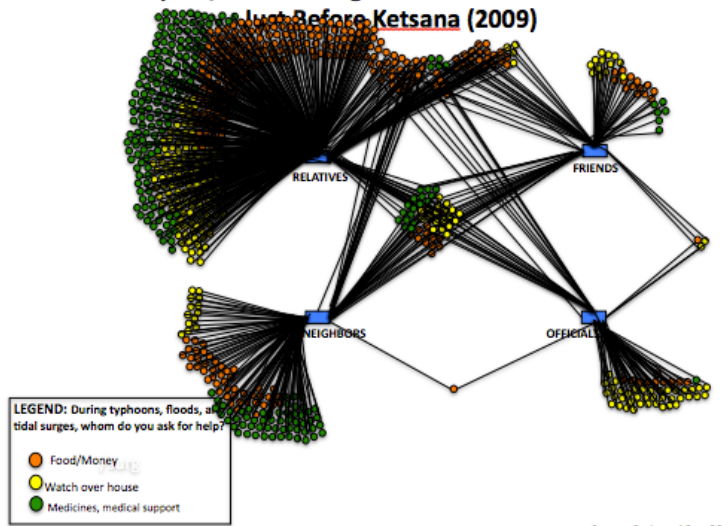 Just Before Ketsana (2009)
RELATIVES
FRIENDS
NEIGHBORS
OFFICIALS
LEGEND: During typhoons, floods, a
tidal surges, whom do you ask for help?
Food/Money
Watch over house
Medicines, medical support